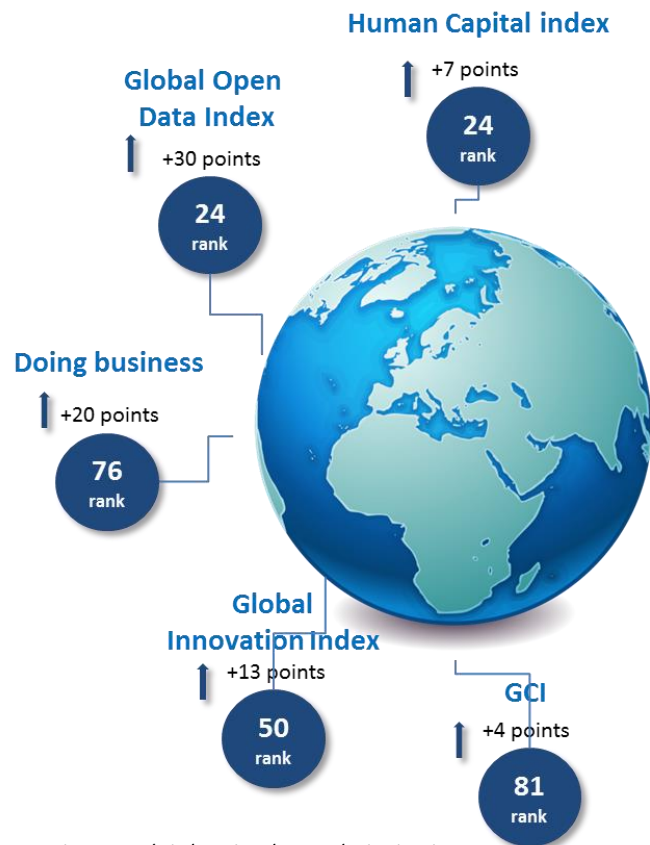 Human Capital index
+7 points
24
rank
Global Open
Data Index
+30 points
24
rank
Doing business
+20 points
76
rank
Global
Innovation Index
+13 points
50
rank
GCI
+4 points
81
rank